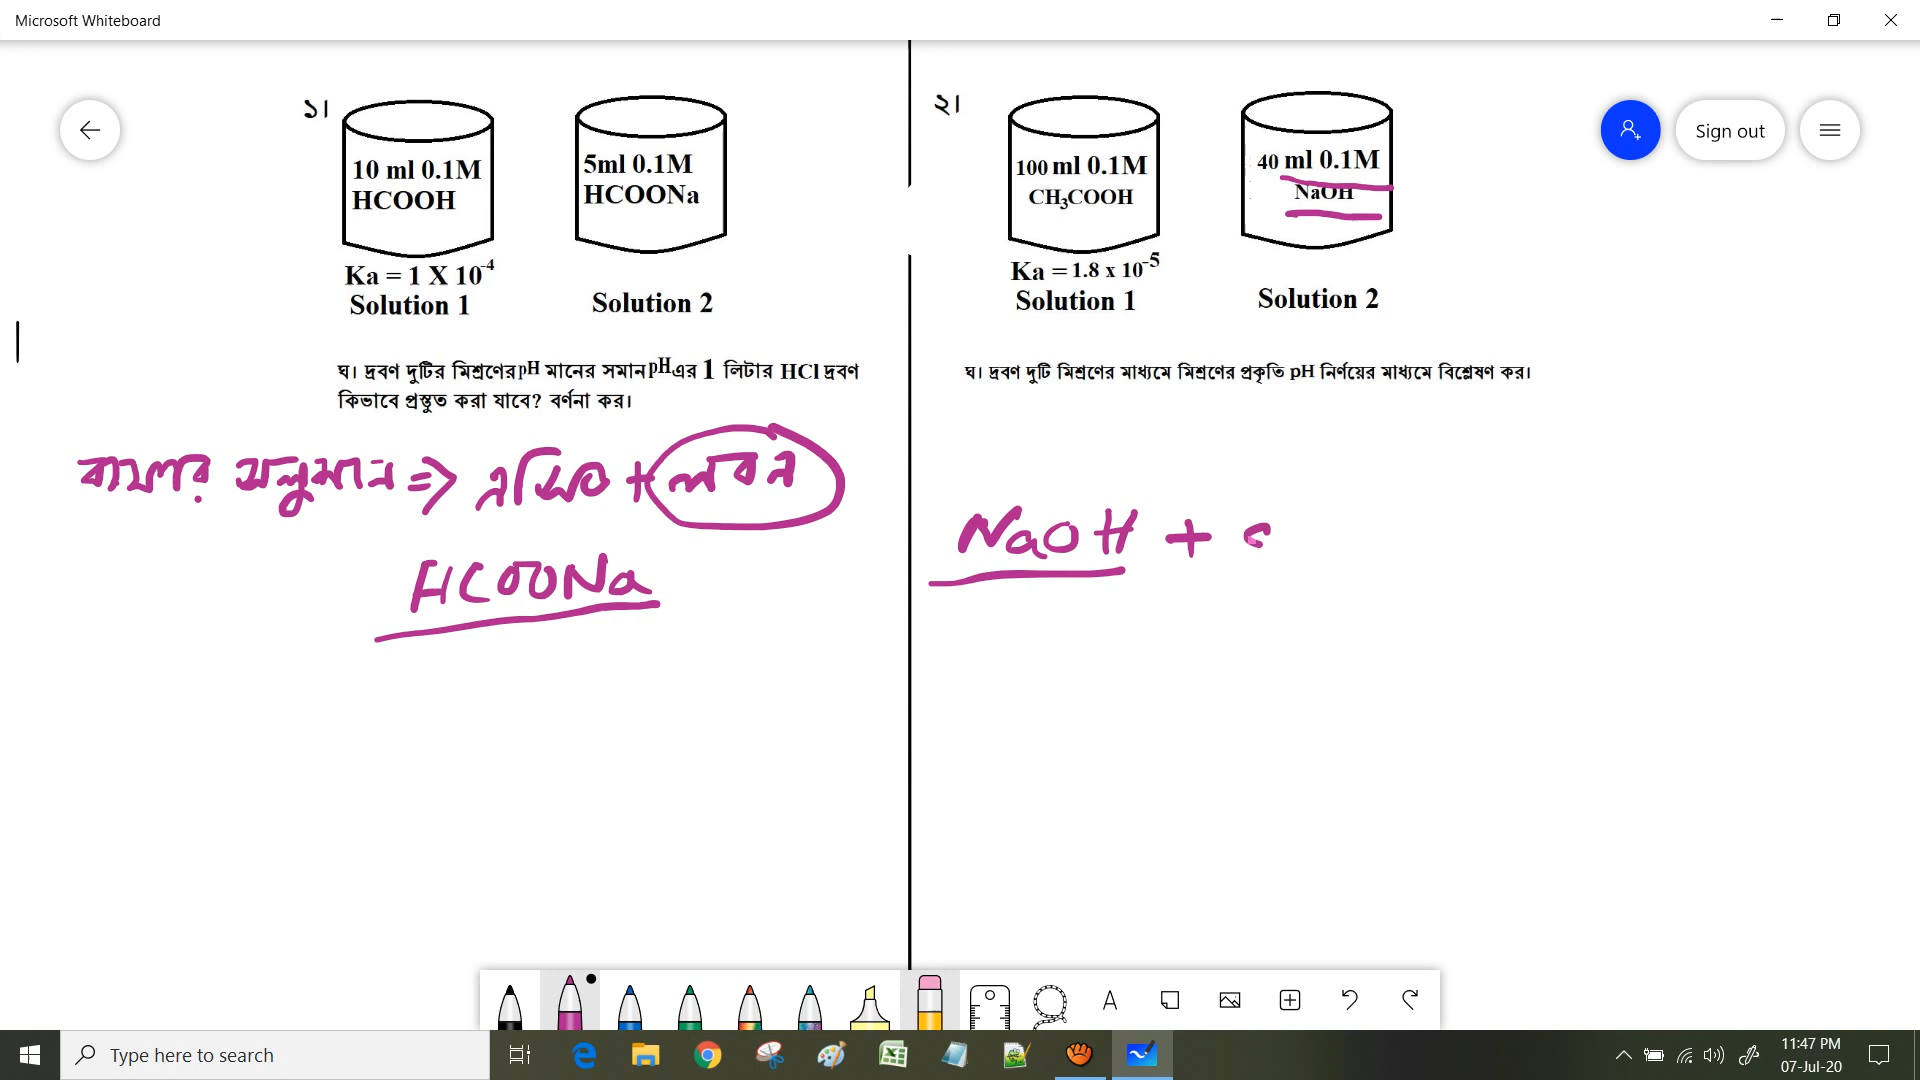 Microsoft Whiteboard
Sign out
১।
10 ml 0.1M
HCOOH
Ka = 1 X 10-4
Solution 1
5ml 0.1M
HCOONa
Solution 2
ঘ। দ্রবণ দুটির মিশ্রণের pH মানের সমান pH এর 1 লিটার HCl দ্রবণ
কিভাবে প্রস্তুত করা যাবে? বর্ণনা কর।
বাফার সলুসান => এসিড + লবন
HCOONa
২।
100 ml 0.1M
CH3COOH
Ka = 1.8 x 10-5
Solution 1
40 ml 0.1M
NaOH
Solution 2
ঘ। দ্রবণ দুটি মিশ্রণের মাধ্যমে মিশ্রণের প্রকৃতি pH নির্ণয়ের মাধ্যমে বিশ্লেষণ কর।
NaOH +
Type here to search
11:47 PM
07-Jul-20